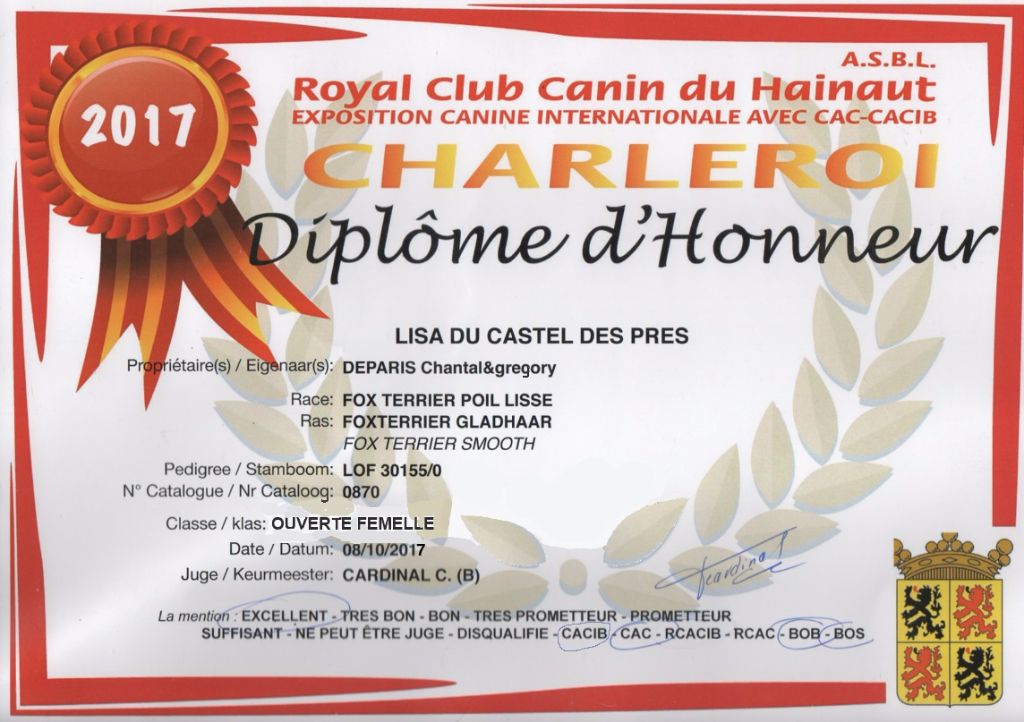 2017
A.S.B.L.
Royal Club Canin du Hainaut
EXPOSITION CANINE INTERNATIONALE AVEC CAC-CACIB
CHARLEROI
Diplôme d'Honneur
LISA DU CASTEL DES PRES
Propriétaire(s) / Eigenaar(s): DEPARIS Chantal&gregory
Race: FOX TERRIER POIL LISSE
Ras: FOXTERRIER GLADHAAR
FOX TERRIER SMOOTH
Pedigree / Stamboom: LOF 30155/0
N° Catalogue / Nr Cataloog: 0870
Classe / klas: OUVERTE FEMELLE
Date / Datum: 08/10/2017
Juge / Keurmeester: CARDINAL C. (B)
cardinal
La mention : EXCELLENT - TRES BON - BON - TRES PROMETTEUR - PROMETTEUR
SUFFISANT - NE PEUT ÊTRE JUGE - DISQUALIFIE - CACIB - CAC - RCACIB - RCAC - BOB - BOS